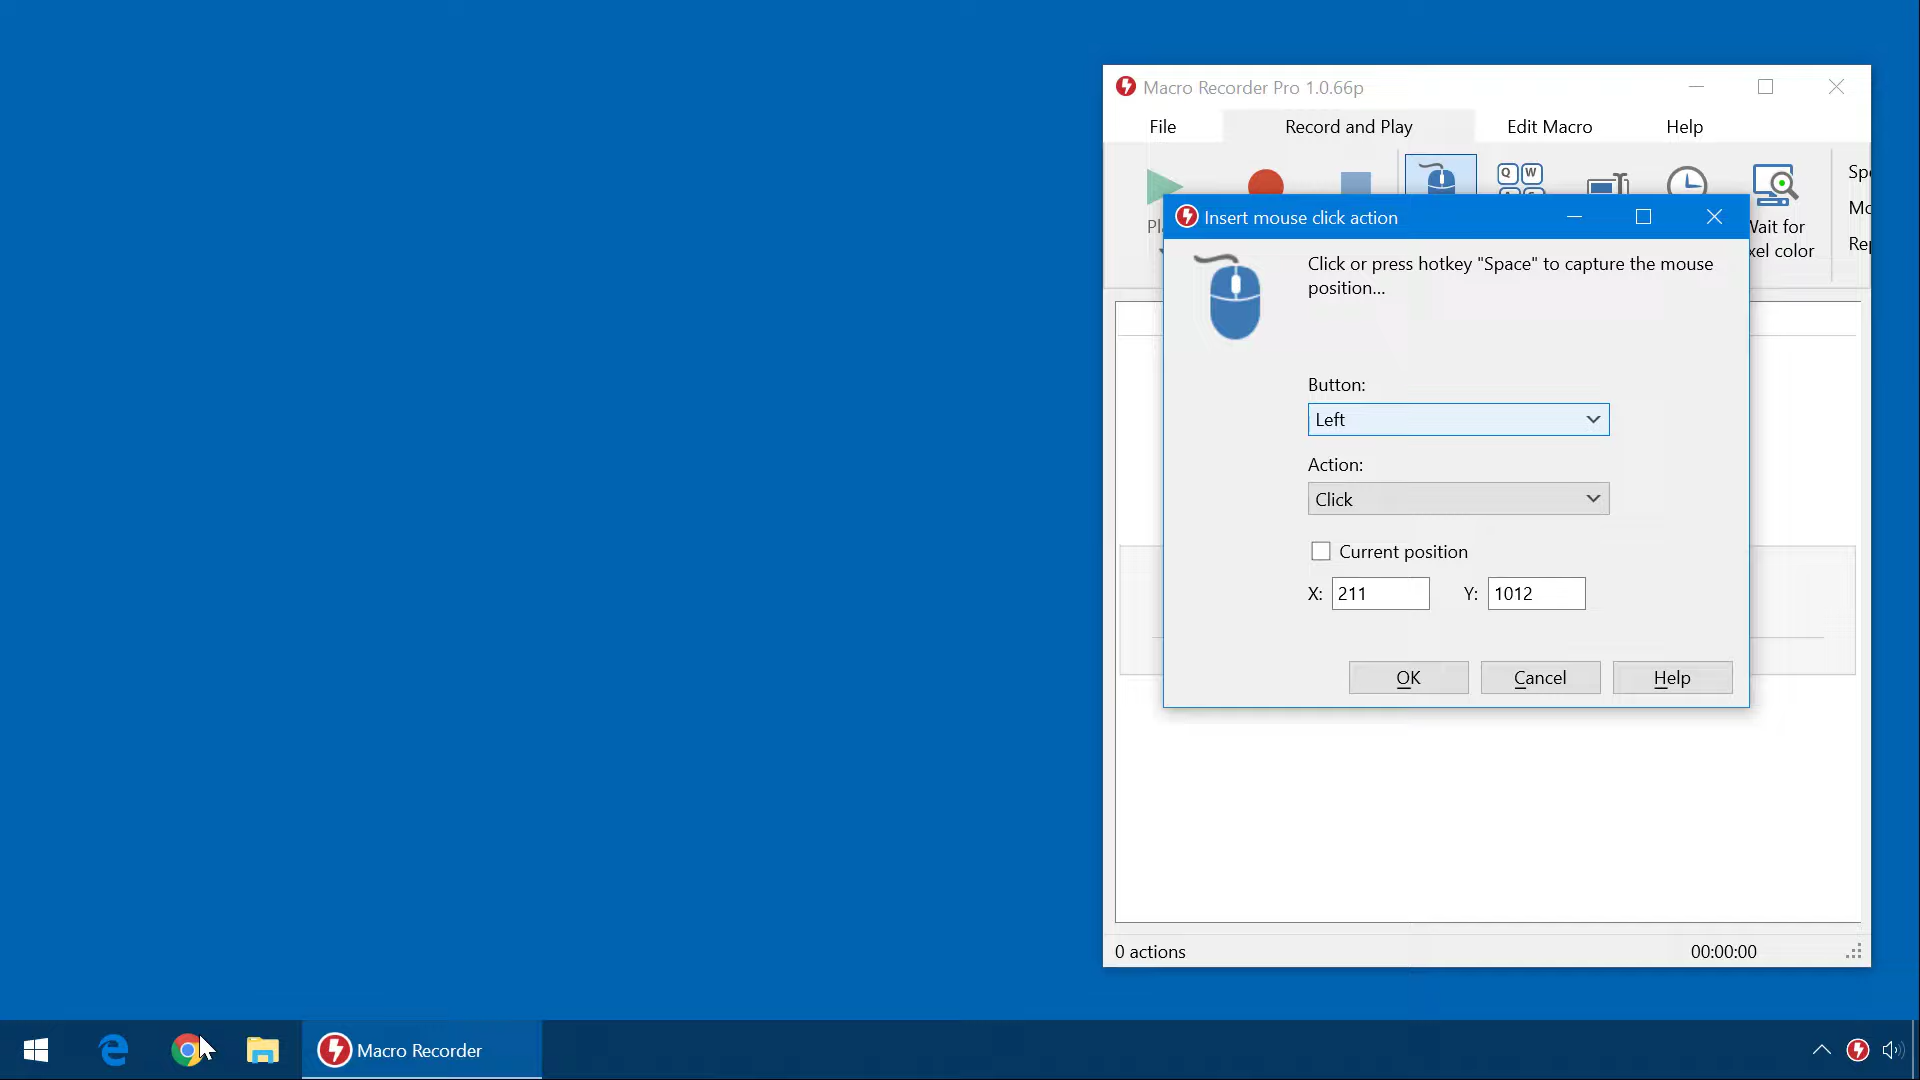 Macro Recorder Pro 1.0.66p
File Record and Play Edit Macro Help
Q W
Insert mouse click action
Click or press hotkey "Space" to capture the mouse
position...
Button:
Left
Action:
Click
Current position
X: 211 Y: 1012
OK Cancel Help
for
color
0 actions 00:00:00
Macro Recorder